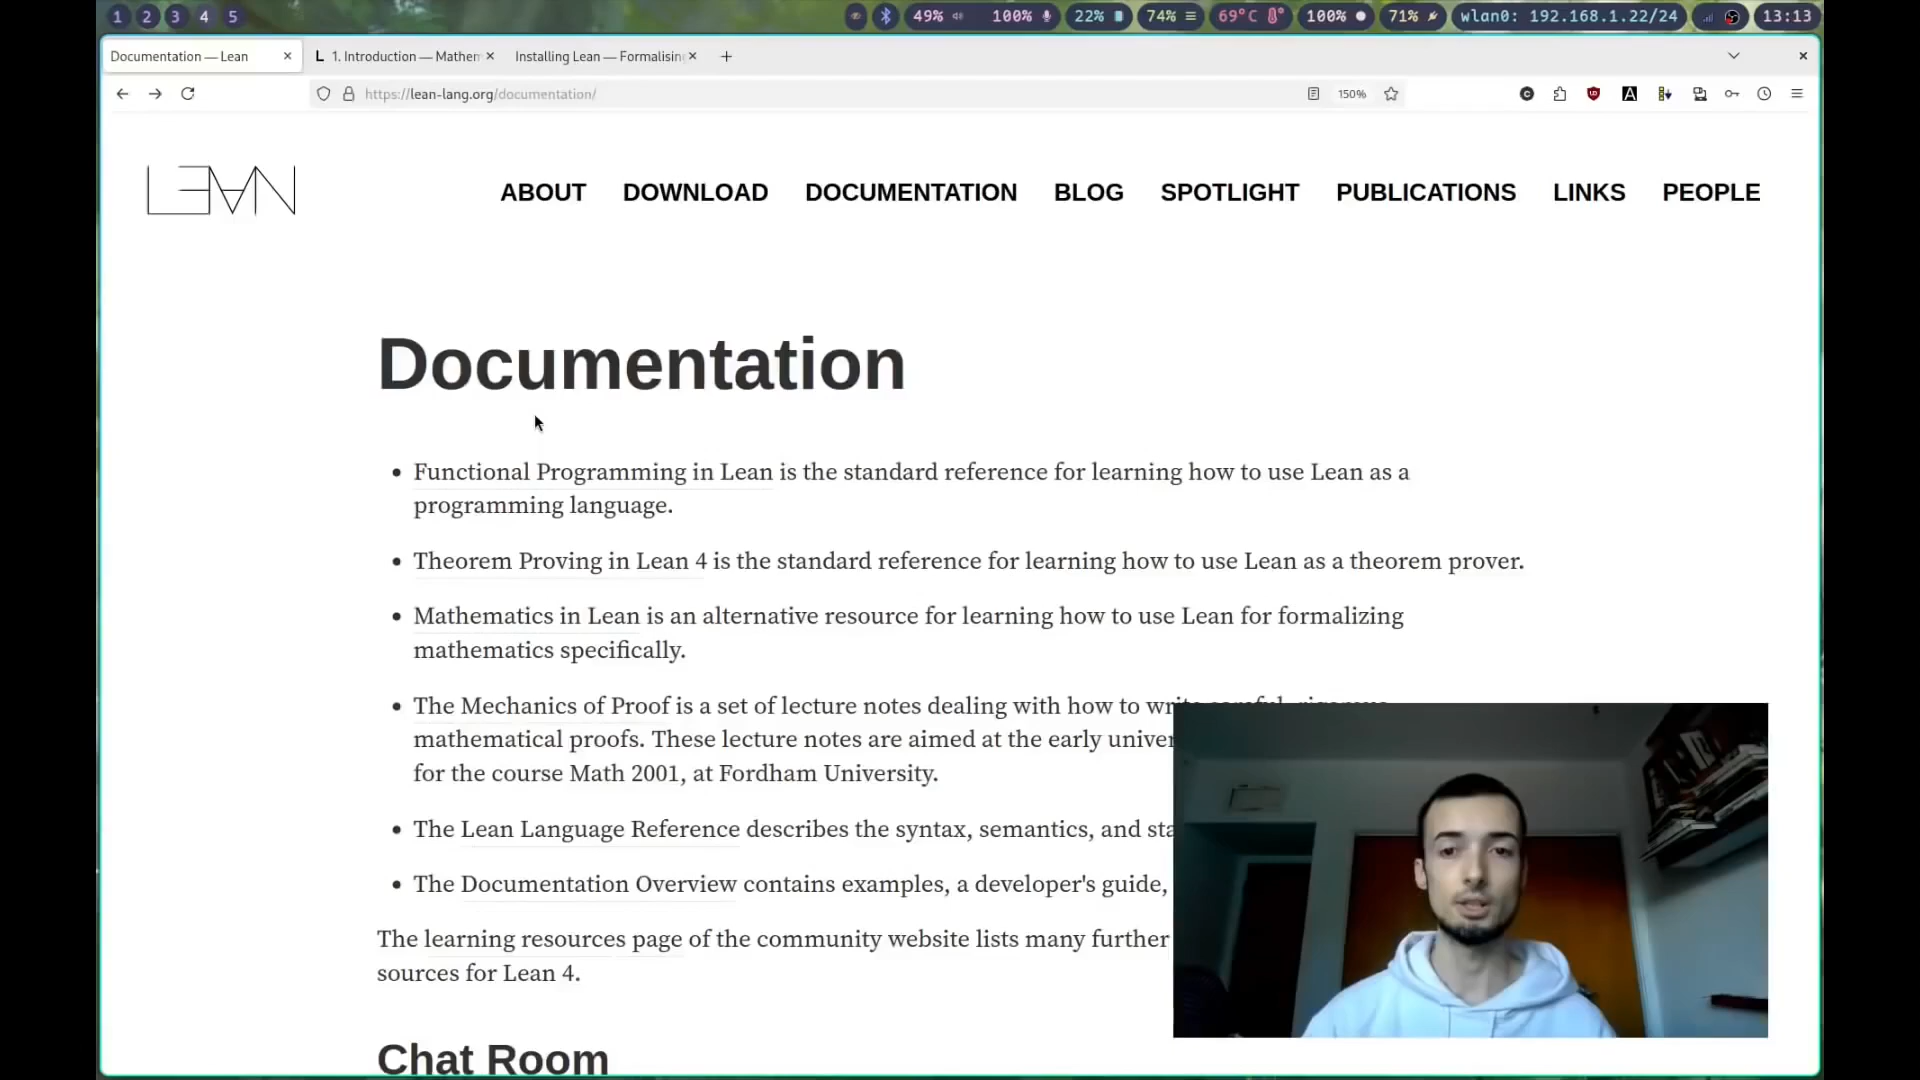 1 2 3 4 5
49% 100% 22% 74% 69°C 100% 71% wlan0: 192.168.1.22/24 13:13
Documentation — Lean
L 1. Introduction — Mathem
Installing Lean — Formalising
https://lean-lang.org/documentation/
150%
LEAN
ABOUT DOWNLOAD DOCUMENTATION BLOG SPOTLIGHT PUBLICATIONS LINKS PEOPLE
Documentation
Functional Programming in Lean is the standard reference for learning how to use Lean as a
programming language.
Theorem Proving in Lean 4 is the standard reference for learning how to use Lean as a theorem prover.
Mathematics in Lean is an alternative resource for learning how to use Lean for formalizing
mathematics specifically.
The Mechanics of Proof is a set of lecture notes dealing with how to write careful, rigorous
mathematical proofs. These lecture notes are aimed at the early univer
for the course Math 2001, at Fordham University.
The Lean Language Reference describes the syntax, semantics, and sta
The Documentation Overview contains examples, a developer's guide,
The learning resources page of the community website lists many further
sources for Lean 4.
Chat Room